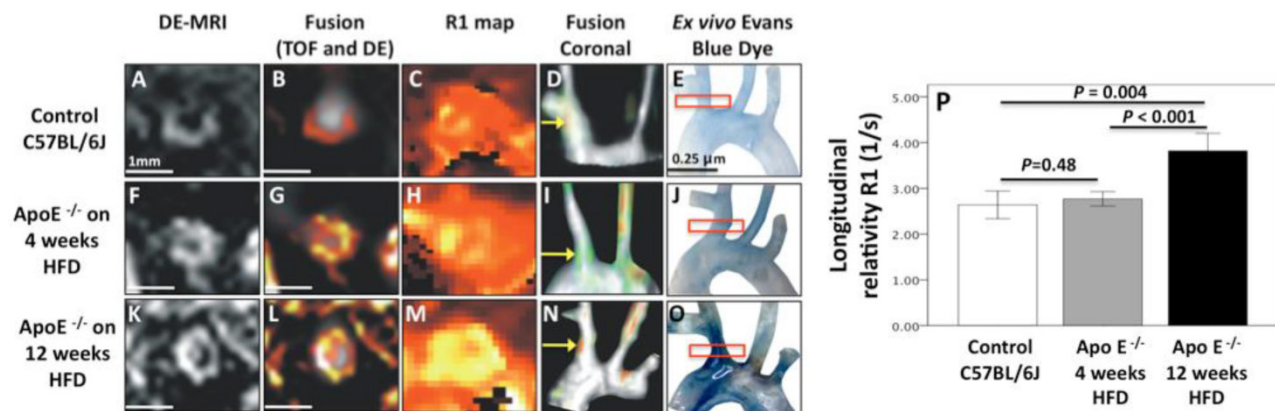 DE-MRI
Fusion
(TOF and DE)
R1 map
Fusion
Coronal
Ex vivo Evans
Blue Dye
Control
C57BL/6J
A
1mm
B
C
D
E
0.25 µm
ApoE -/- on
4 weeks
HFD
F
G
H
I
J
ApoE -/- on
12 weeks
HFD
K
L
M
N
O
P
P = 0.004
P < 0.001
P=0.48
Longitudinal
relativity R1 (1/s)
5.00
4.00
3.00
2.00
1.00
0.00
Control
C57BL/6J
Apo E-/-
4 weeks
HFD
Apo E-/-
12 weeks
HFD